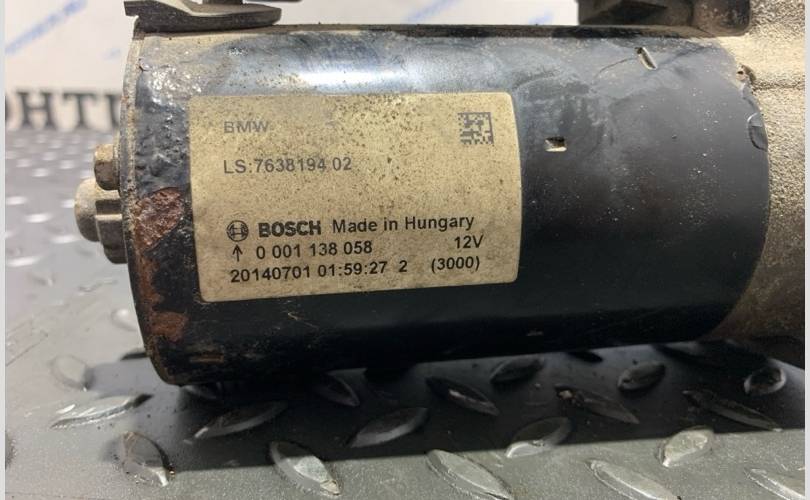 BMW
LS:7638194 02
BOSCH Made in Hungary
0 001 138 058 12V
20140701 01:59:27 2 (3000)